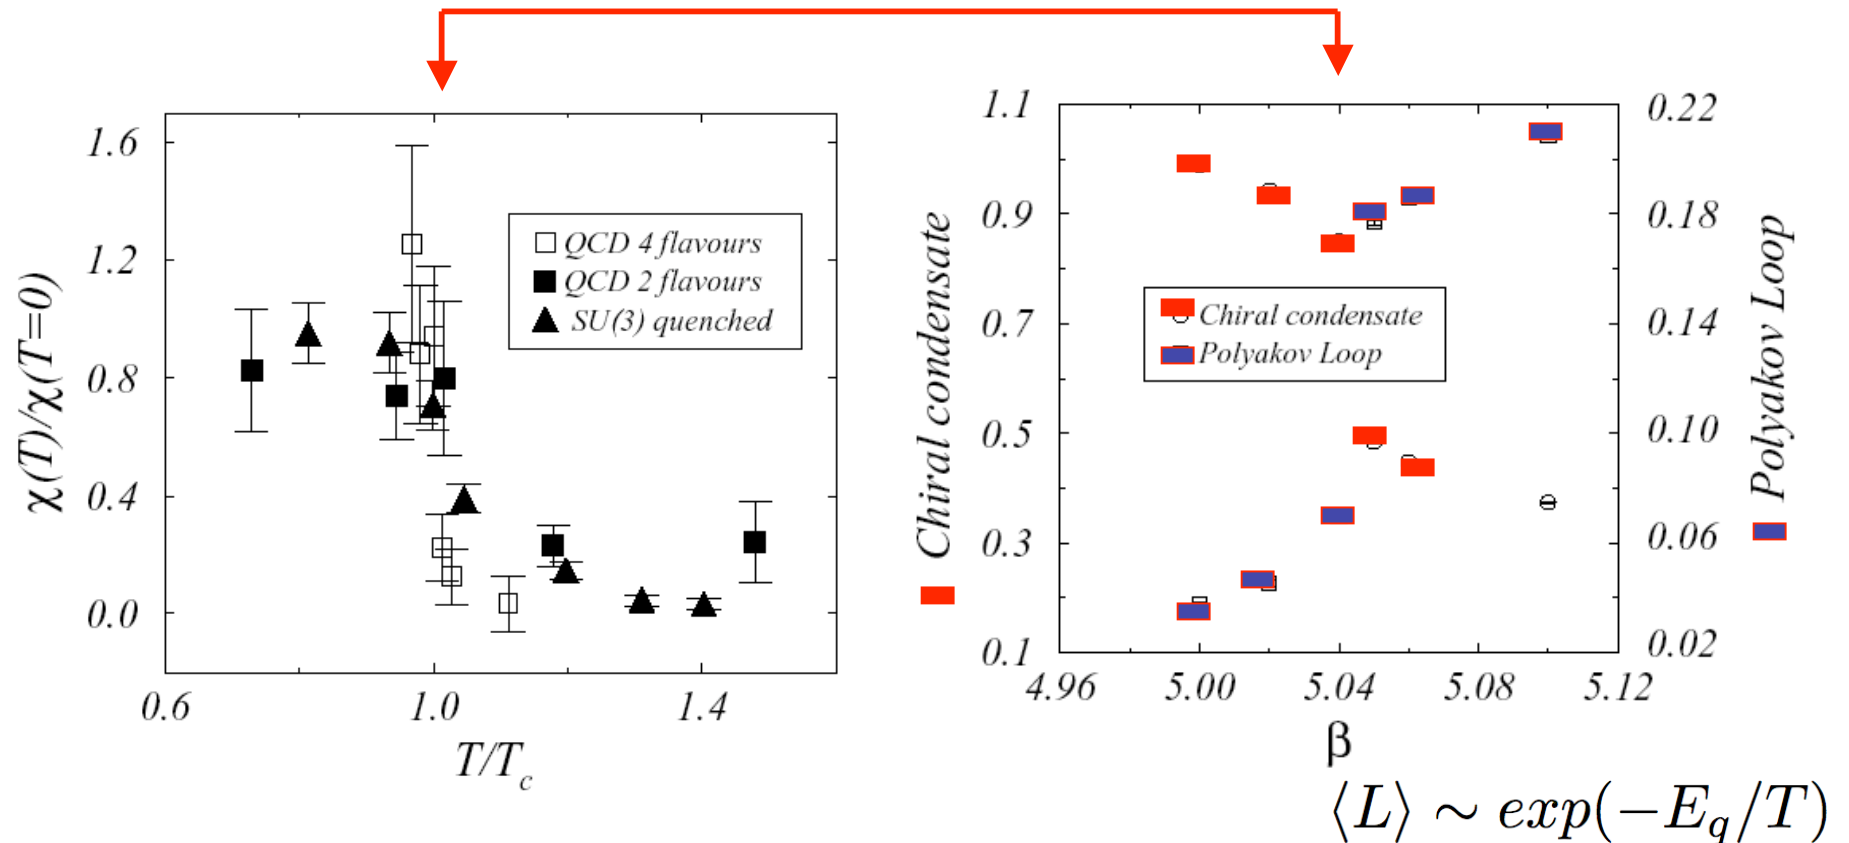 1.6
1.2
0.8
0.4
0.0
χ(T)/χ(T=0)
QCD 4 flavours
QCD 2 flavours
SU(3) quenched
0.6 1.0 1.4
T/T_c
1.1
0.9
0.7
0.5
0.3
0.1
Chiral condensate
Chiral condensate
Polyakov Loop
0.22
0.18
0.14
0.10
0.06
0.02
Polyakov Loop
4.96 5.00 5.04 5.08 5.12
β
⟨L⟩ ∼ exp(−E_q/T)